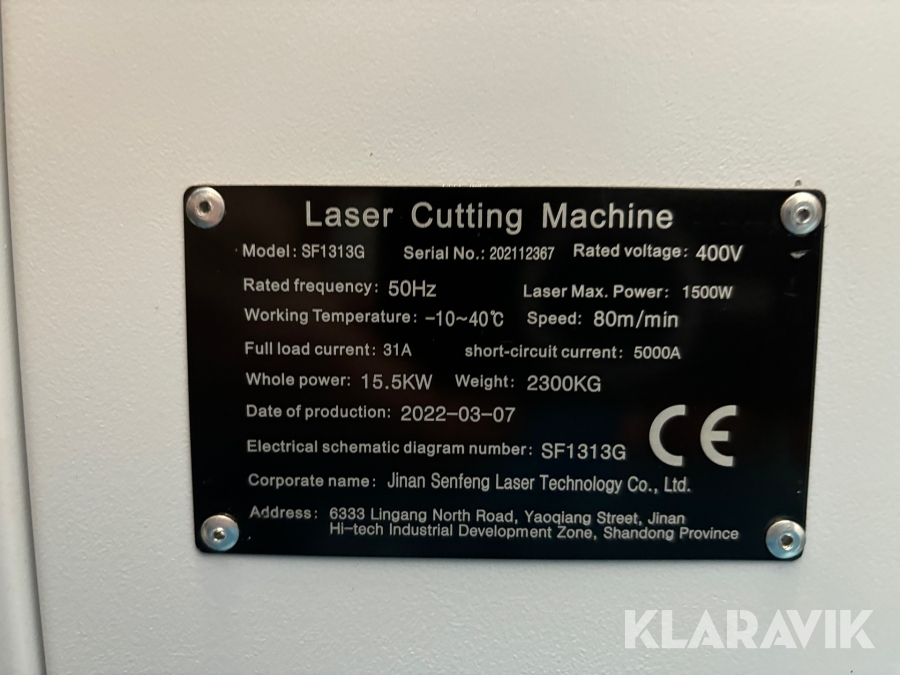 Laser Cutting Machine
Model: SF1313G Serial No.: 202112367 Rated voltage: 400V
Rated frequency: 50Hz Laser Max. Power: 1500W
Working Temperature: -10~40℃ Speed: 80m/min
Full load current: 31A short-circuit current: 5000A
Whole power: 15.5KW Weight: 2300KG
Date of production: 2022-03-07
CE
Electrical schematic diagram number: SF1313G
Corporate name: Jinan Senfeng Laser Technology Co., Ltd.
Address: 6333 Lingang North Road, Yaoqiang Street, Jinan
Hi-tech Industrial Development Zone, Shandong Province
KLARAVIK